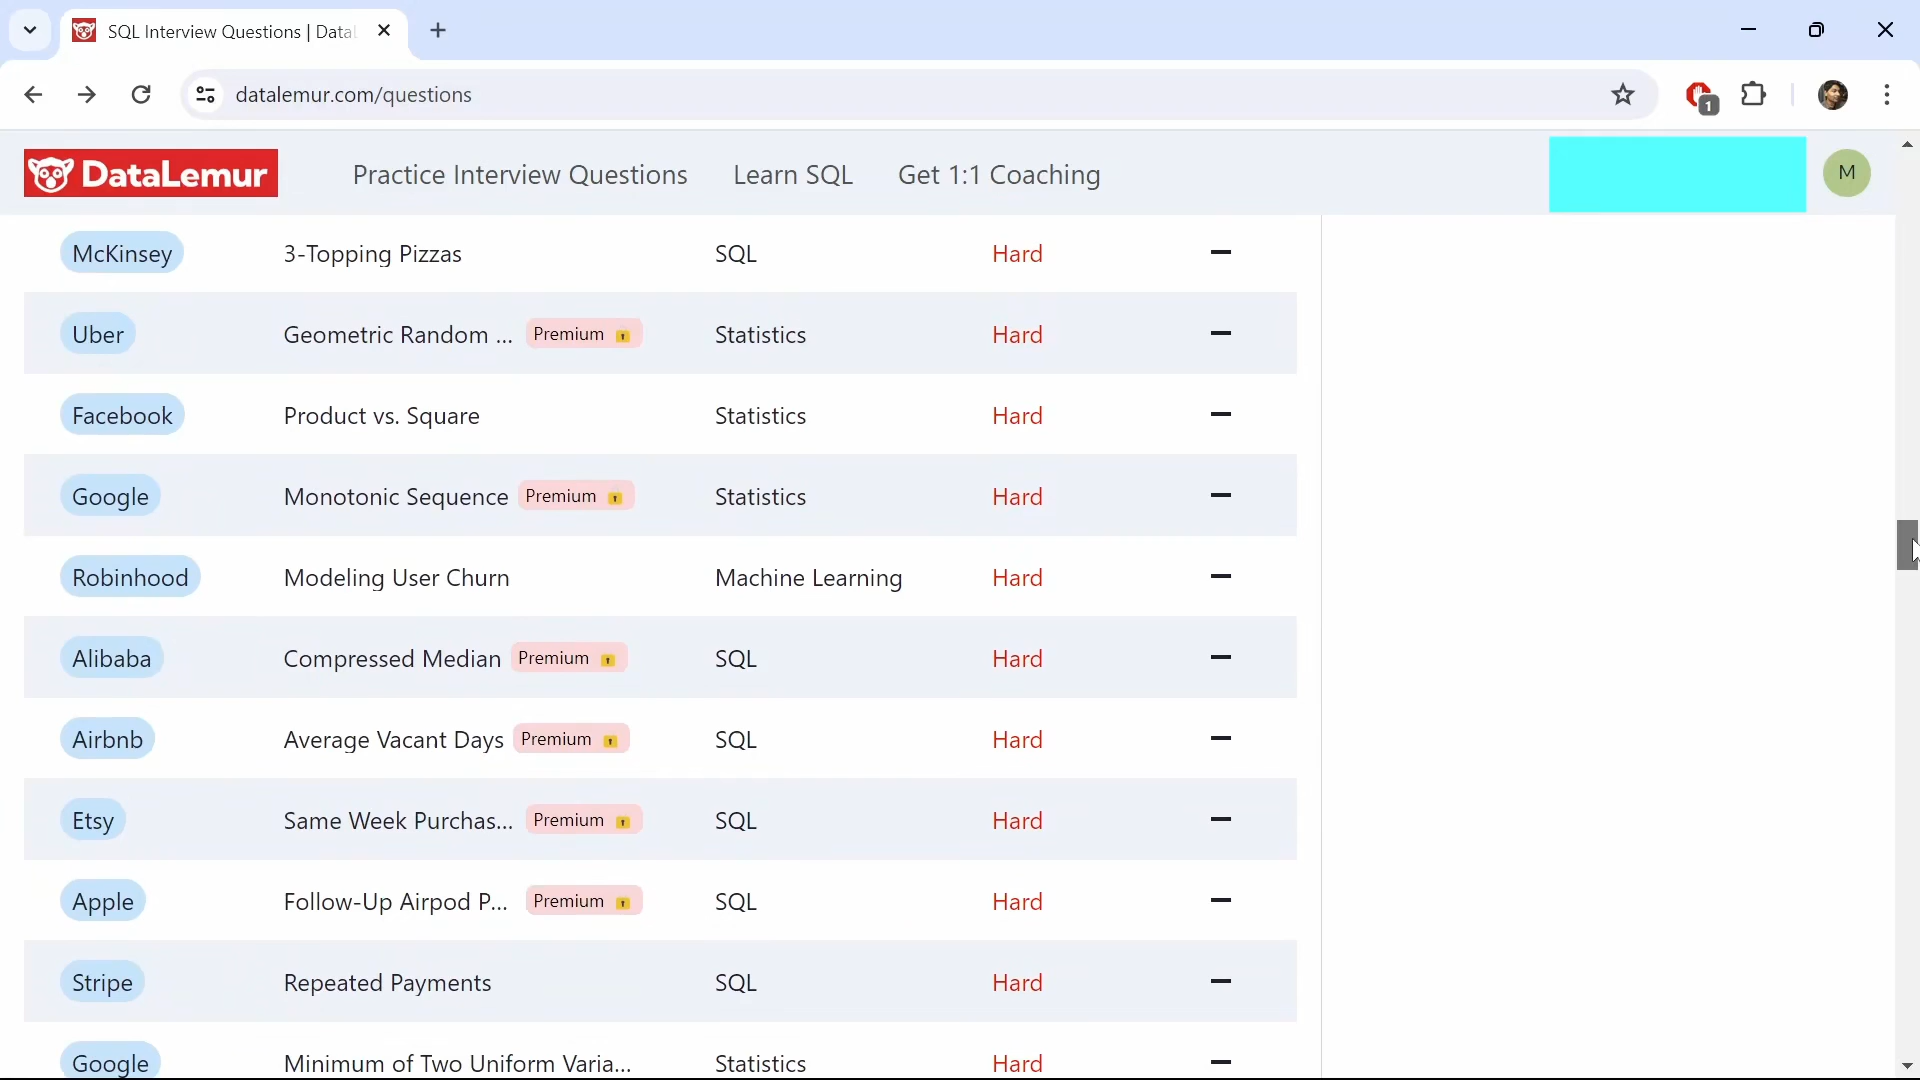 SQL Interview Questions | Data
datalemur.com/questions
1
DataLemur Practice Interview Questions Learn SQL Get 1:1 Coaching M
McKinsey 3-Topping Pizzas SQL Hard
Uber Geometric Random ... Premium Statistics Hard
Facebook Product vs. Square Statistics Hard
Google Monotonic Sequence Premium Statistics Hard
Robinhood Modeling User Churn Machine Learning Hard
Alibaba Compressed Median Premium SQL Hard
Airbnb Average Vacant Days Premium SQL Hard
Etsy Same Week Purchas... Premium SQL Hard
Apple Follow-Up Airpod P... Premium SQL Hard
Stripe Repeated Payments SQL Hard
Google Minimum of Two Uniform Varia... Statistics Hard